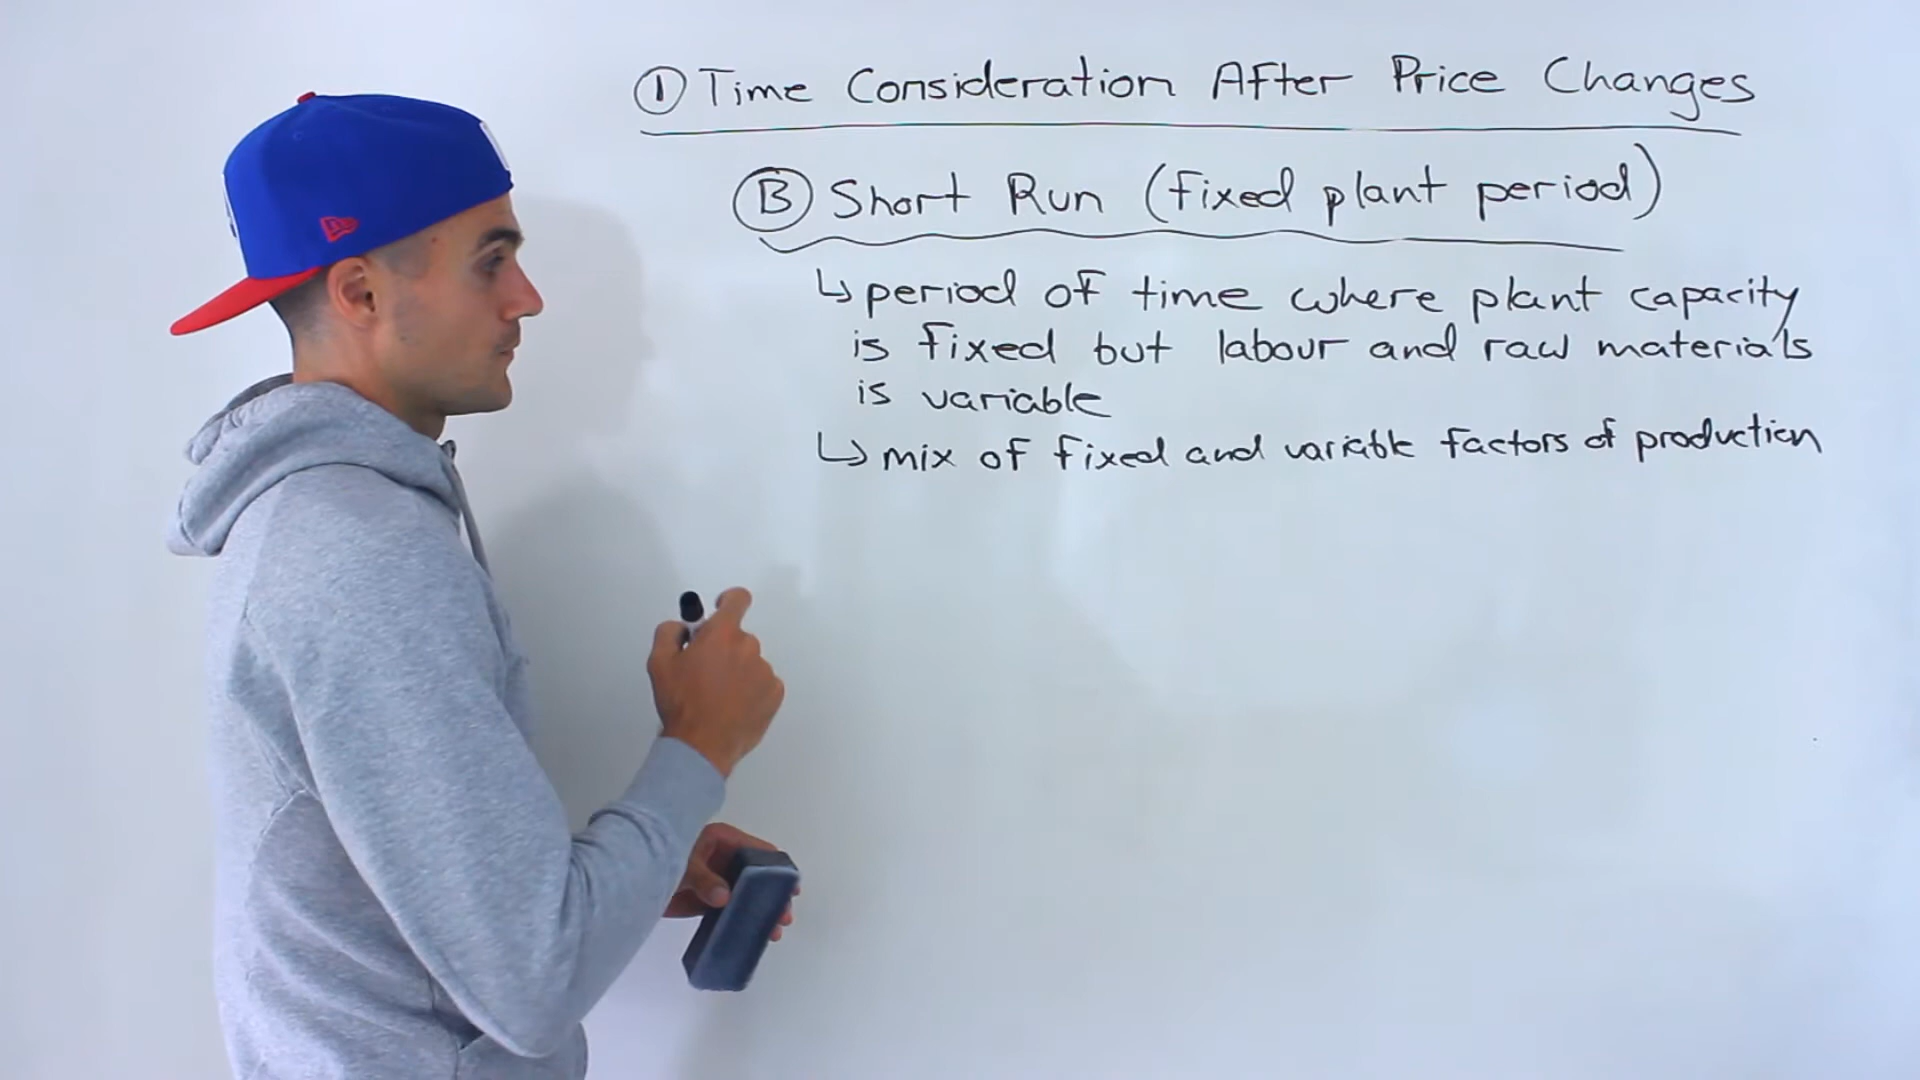 ① Time Consideration After Price Changes
Ⓑ Short Run (fixed plant period)
↳ period of time where plant capacity
is fixed but labour and raw materials
is variable
↳ mix of fixed and variable factors of production